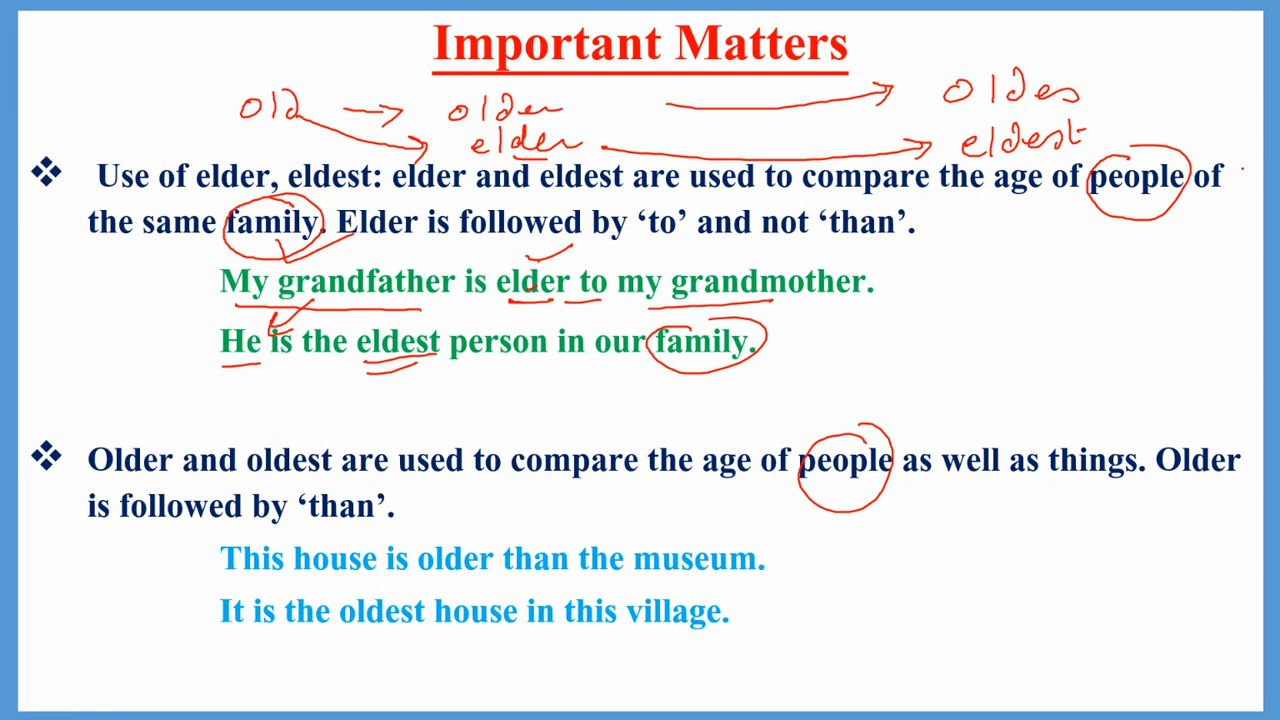 Important Matters
old → older → oldes
elder → eldest
❖ Use of elder, eldest: elder and eldest are used to compare the age of people of
the same family. Elder is followed by ‘to’ and not ‘than’.
My grandfather is elder to my grandmother.
He is the eldest person in our family.
❖ Older and oldest are used to compare the age of people as well as things. Older
is followed by ‘than’.
This house is older than the museum.
It is the oldest house in this village.